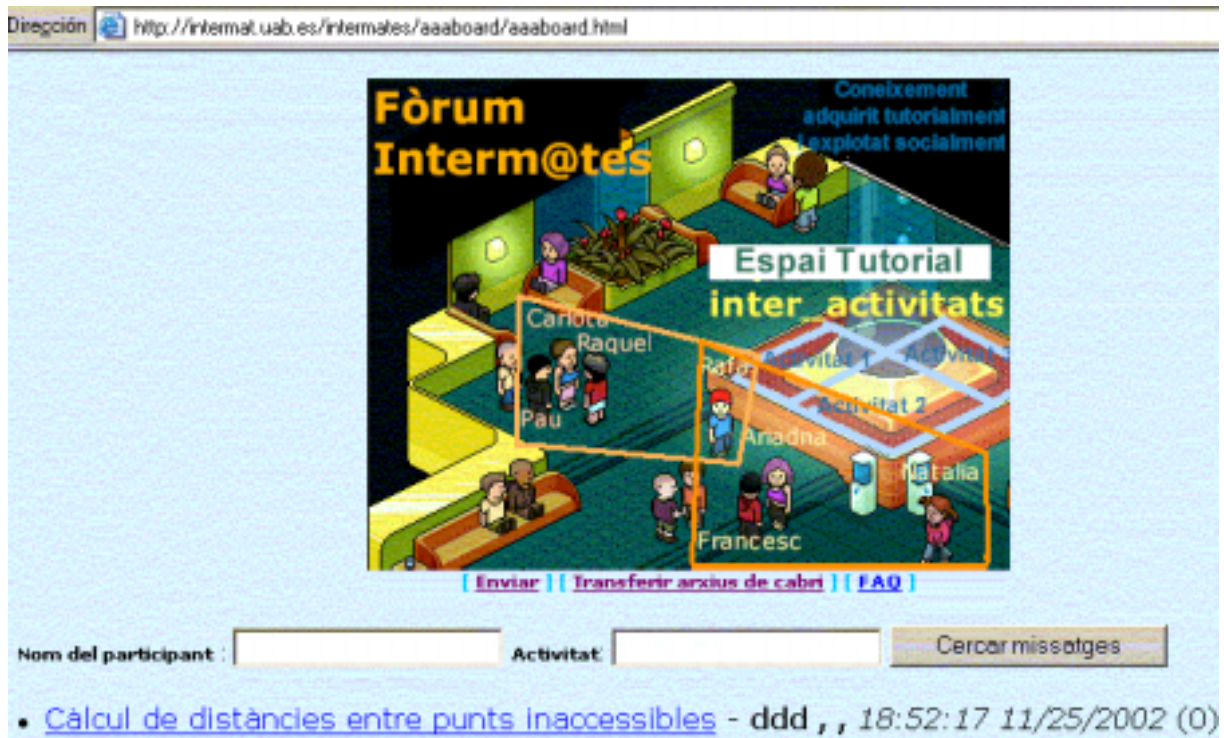 Dirección http://intermat.uab.es/intermates/aaaboard/aaaboard.html
Fòrum
Interm@tes
Coneixement
adquirit tutorialment
i explotat socialment
Espai Tutorial
inter_activitats
Carlota
Raquel
Pau
Rafa
Activitat 1
Activitat
Activitat 2
Ariadna
Natalia
Francesc
[ Enviar ] [ Transferir arxius de cabri ] [ FAQ ]
Nom del participant : Activitat: Cercar missatges
• Càlcul de distàncies entre punts inaccessibles - ddd , , 18:52:17 11/25/2002 (0)